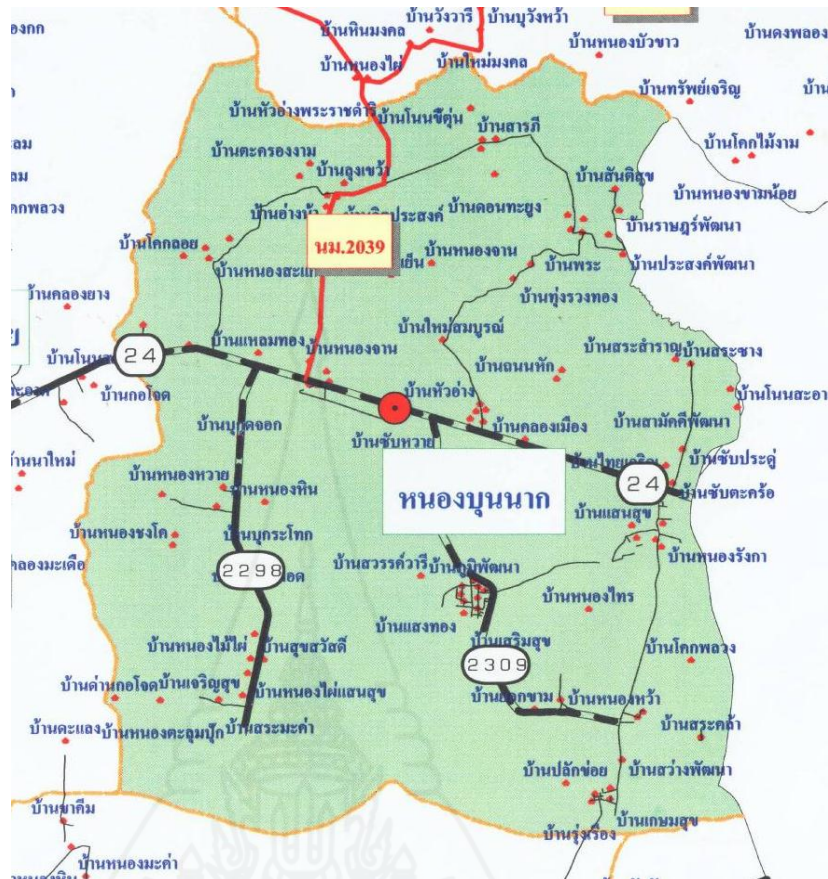 บ้านวังวารี
บ้านบุวังหว้า
บ้านหินมงคล
บ้านหนองบัวขาว
บ้านหนองไผ่
บ้านใหม่มงคล
บ้านทรัพย์เจริญ
บ้านหัวอ่างพระราชดำริ
บ้านโนนขี้ตุ่น
บ้านสารภี
บ้านโคกไม้งาม
บ้านตะครองงาม
บ้านลุงเขว้า
บ้านสันติสุข
บ้านหนองขามน้อย
บ้านดอนทะยูง
บ้านราษฎร์พัฒนา
บ้านโคกลอย
นม.2039
บ้านหนองจาน
บ้านพระ
บ้านประสงค์พัฒนา
บ้านทุ่งรวงทอง
บ้านคลองยาง
บ้านแหลมทอง
บ้านใหม่สมบูรณ์
24
บ้านหนองจาน
บ้านถนนหัก
บ้านสระสำราญ
บ้านสระซาง
บ้านกอโจด
บ้านหัวอ่าง
บ้านคลองเมือง
บ้านสามัคคีพัฒนา
บ้านบุกุดจอก
บ้านซับหวาย
บ้านไทยเจริญ
บ้านซับประดู่
บ้านหนองหวาย
บ้านหนองหิน
หนองบุนนาก
24
บ้านซับตะคร้อ
บ้านแสนสุข
บ้านหนองชงโค
บ้านบุกระโทก
บ้านหนองรังกา
2298
บ้านสวรรค์วารี
บ้านภูมิพัฒนา
บ้านหนองไทร
บ้านแสงทอง
บ้านเสริมสุข
บ้านหนองไม้ไผ่
บ้านสุขสวัสดิ์
2309
บ้านโคกพลวง
บ้านด่านกอโจด
บ้านเจริญสุข
บ้านหนองไผ่แสนสุข
บ้านหนองหว้า
บ้านตะแลง
บ้านหนองตะลุมปุ๊ก
บ้านสระมะค่า
บ้านสระคล้า
บ้านปลักข่อย
บ้านสว่างพัฒนา
บ้านขาคีม
บ้านรุ่งเรือง
บ้านเกษมสุข
บ้านหนองมะค่า